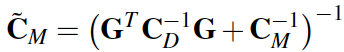 C̃_M = (G^T C_D^{-1} G + C_M^{-1})^{-1}